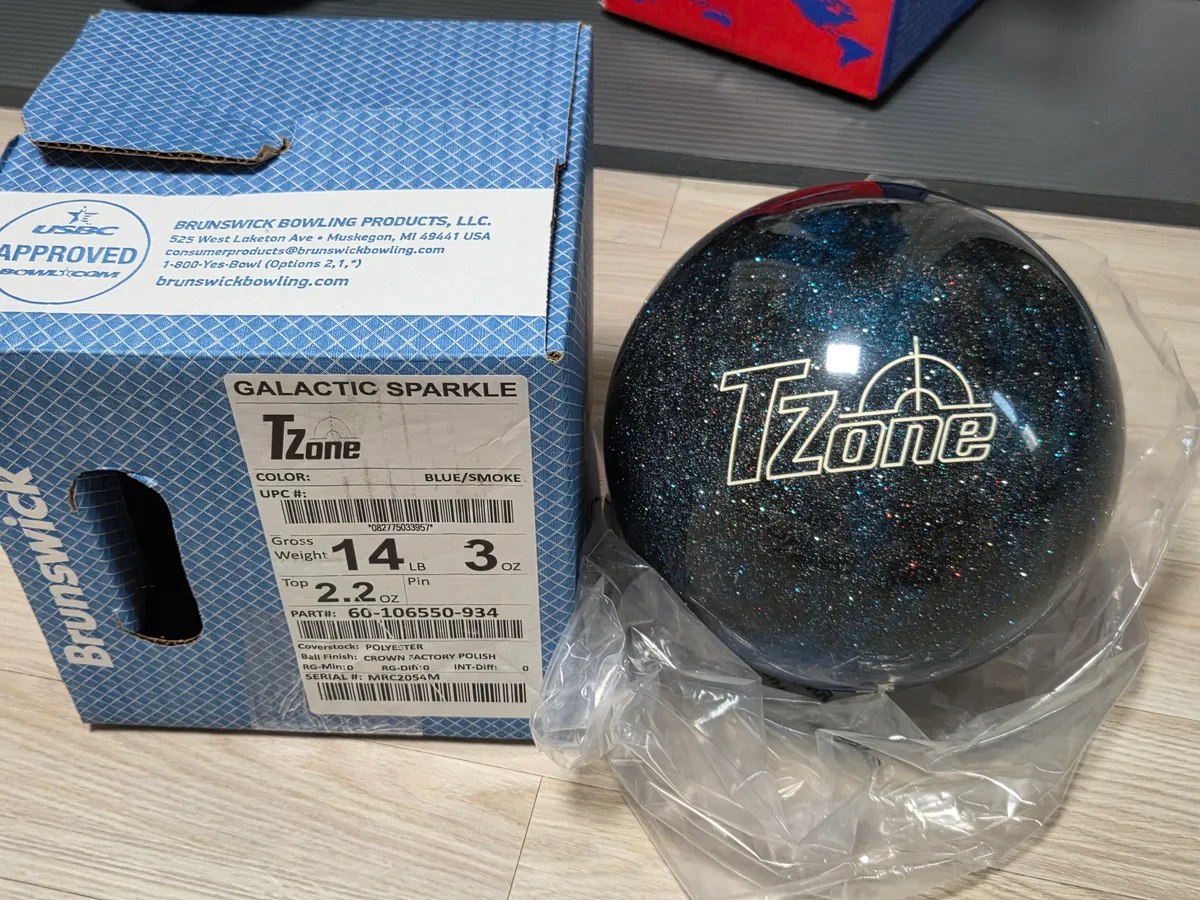 USBC
APPROVED
BOWL.COM
BRUNSWICK BOWLING PRODUCTS, LLC.
525 West Laketon Ave • Muskegon, MI 49441 USA
consumerproducts@brunswickbowling.com
1-800-Yes-Bowl (Options 2,1,*)
brunswickbowling.com
Brunswick
GALACTIC SPARKLE
TZone
COLOR: BLUE/SMOKE
UPC #:
*082775033957*
Gross Weight 14 LB 3 OZ
Top 2.2 OZ Pin
PART#: 60-106550-934
Coverstock: POLYESTER
Ball Finish: CROWN FACTORY POLISH
RG-Min: 0 RG-Diff: 0 INT-Diff: 0
SERIAL #: MRC2054M
TZone